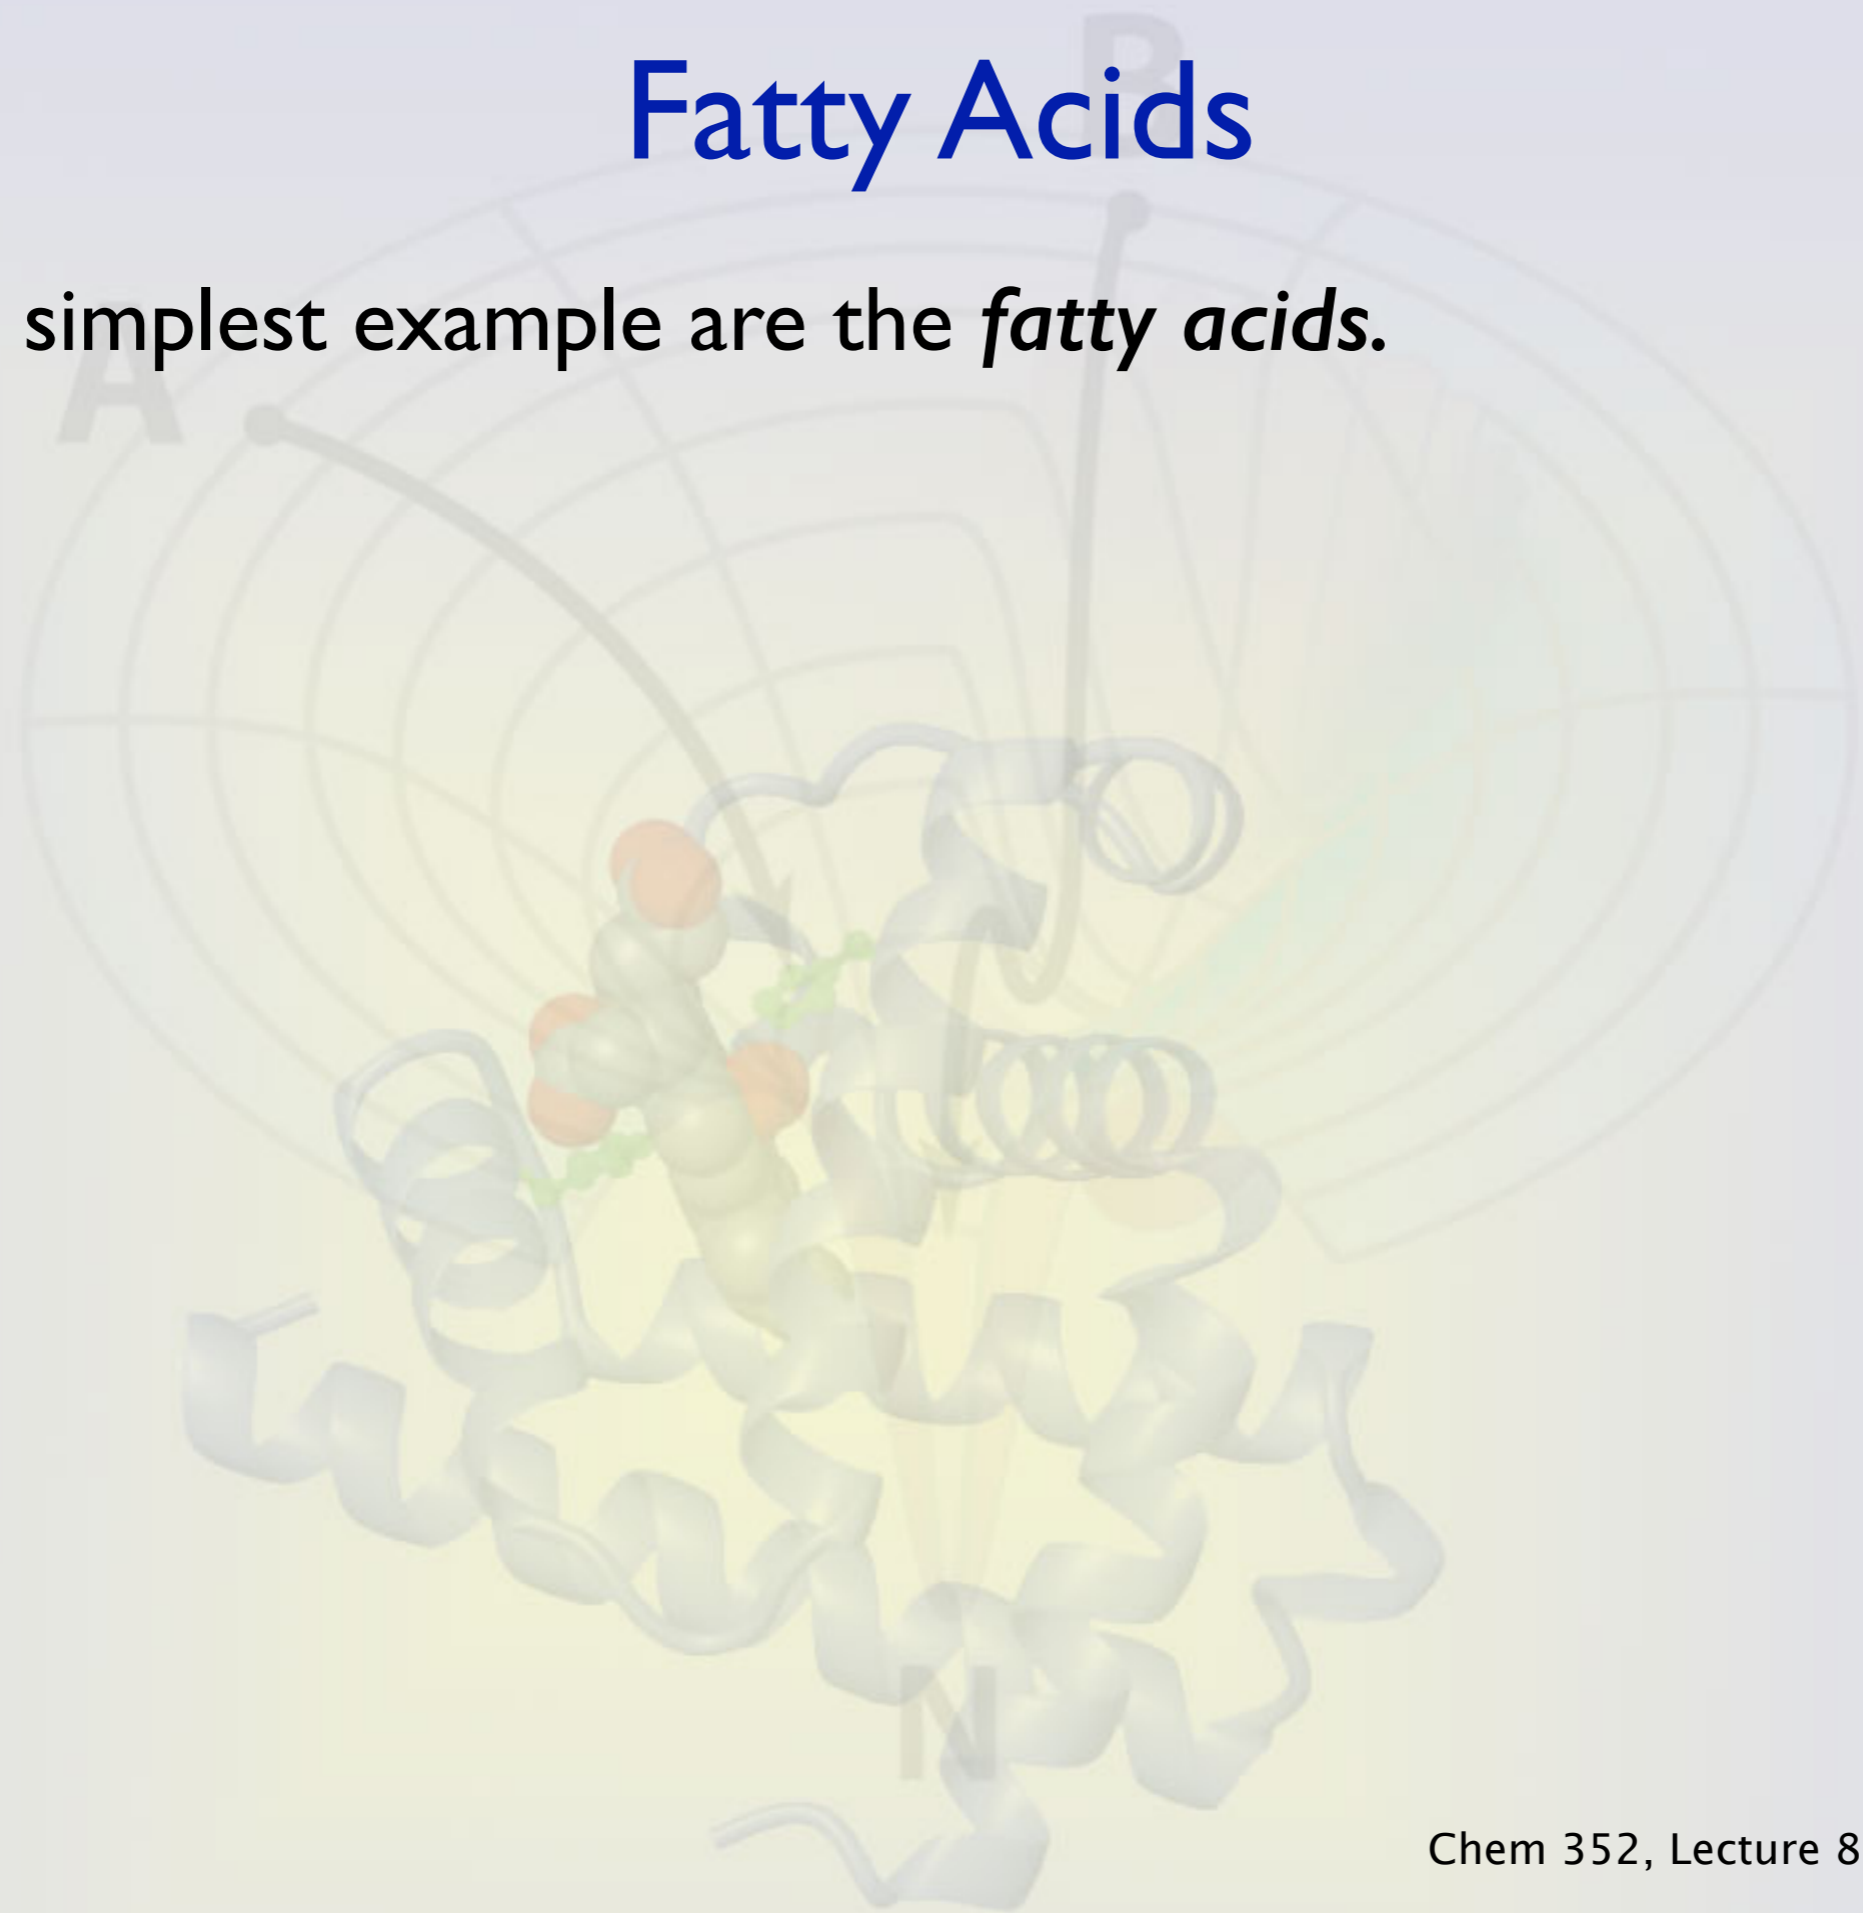 B
Fatty Acids
simplest example are the fatty acids.
A
N
Chem 352, Lecture 8